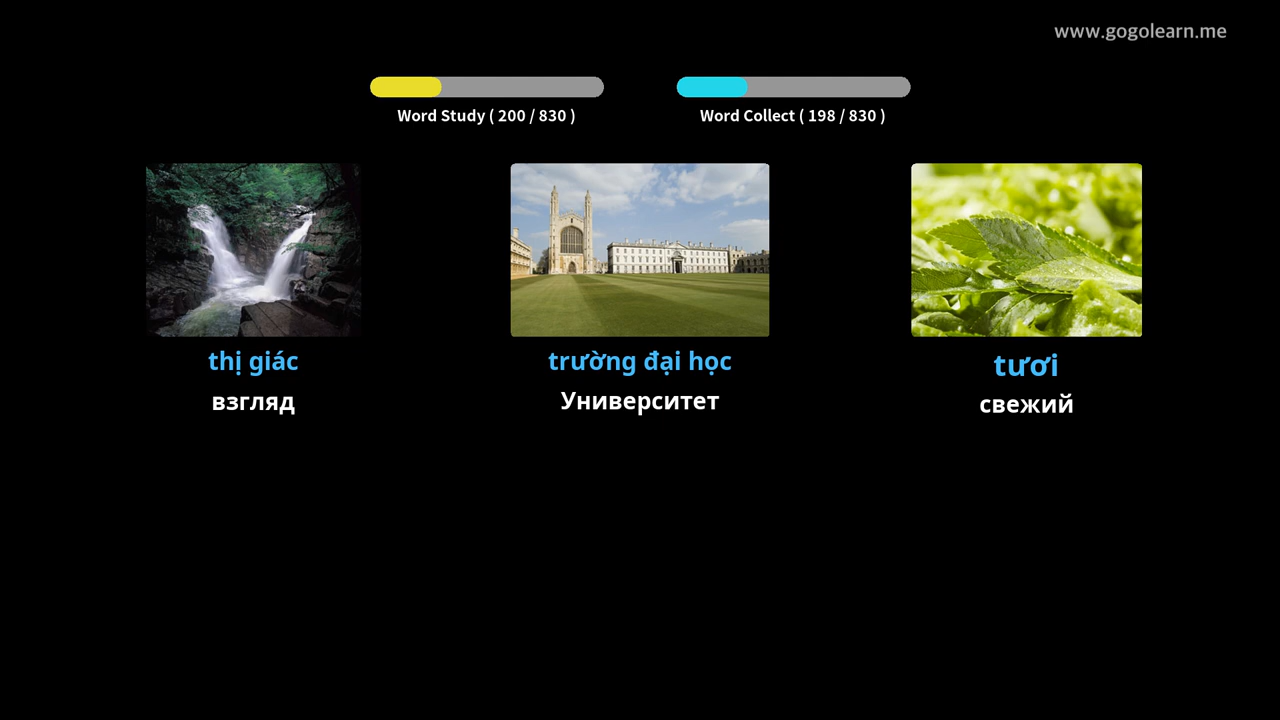 www.gogolearn.me
Word Study ( 200 / 830 )
Word Collect ( 198 / 830 )
thị giác
trường đại học
tươi
взгляд
Университет
свежий